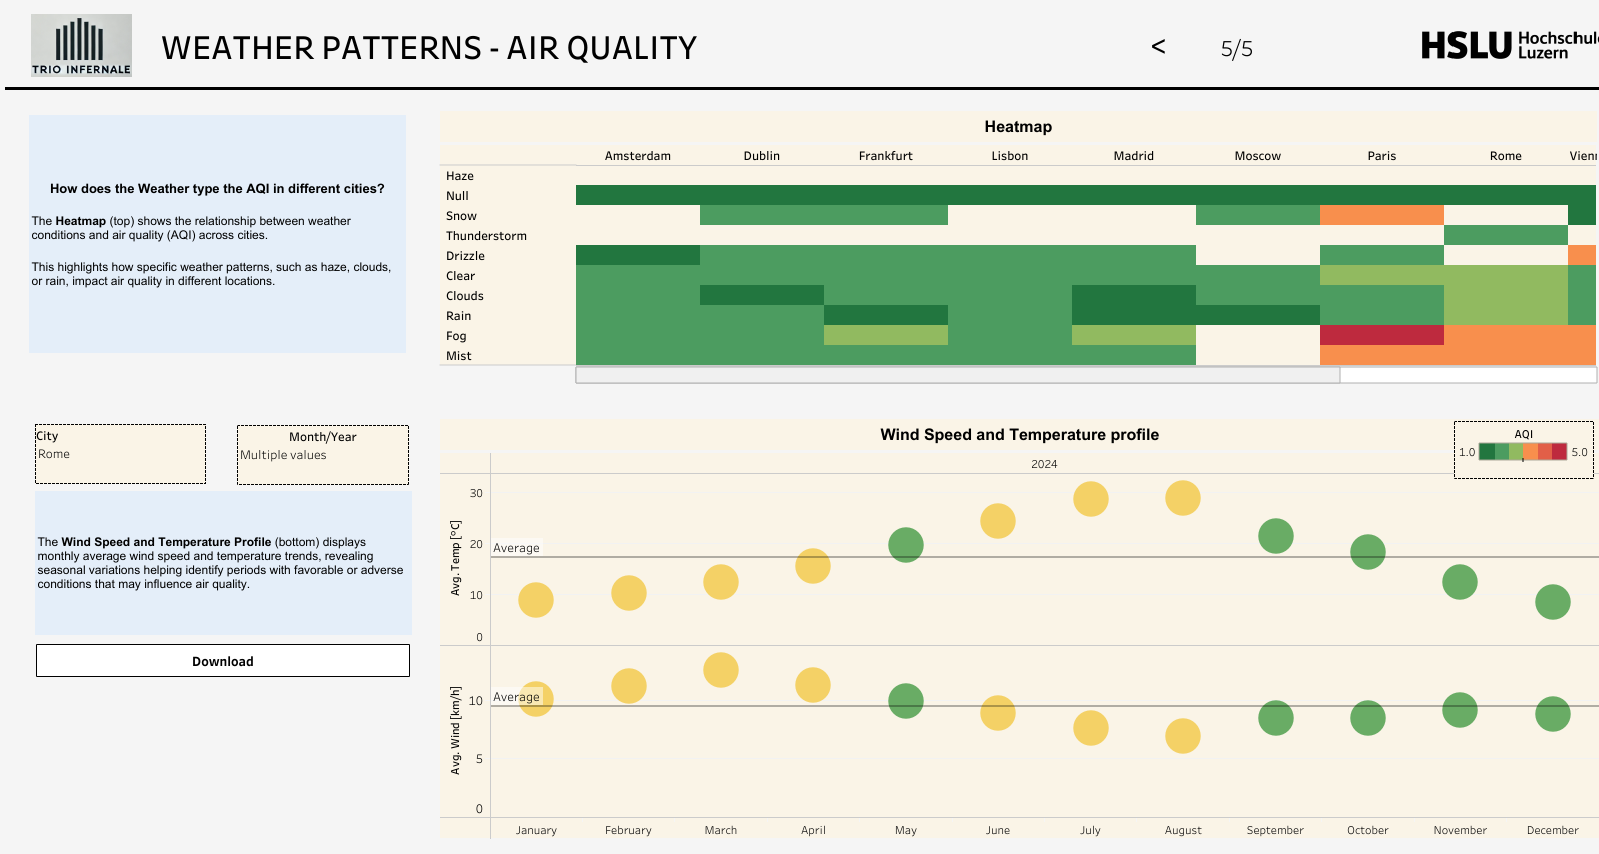 TRIO INFERNALE
WEATHER PATTERNS - AIR QUALITY
<
5/5
HSLU Hochschule
Luzern
How does the Weather type the AQI in different cities?
The Heatmap (top) shows the relationship between weather
conditions and air quality (AQI) across cities.
This highlights how specific weather patterns, such as haze, clouds,
or rain, impact air quality in different locations.
Heatmap
Amsterdam Dublin Frankfurt Lisbon Madrid Moscow Paris Rome Vienn
Haze
Null
Snow
Thunderstorm
Drizzle
Clear
Clouds
Rain
Fog
Mist
City
Rome
Month/Year
Multiple values
The Wind Speed and Temperature Profile (bottom) displays
monthly average wind speed and temperature trends, revealing
seasonal variations helping identify periods with favorable or adverse
conditions that may influence air quality.
Download
Wind Speed and Temperature profile
AQI
1.0 5.0
2024
Avg. Temp [°C]
30
20
10
0
Average
Avg. Wind [km/h]
10
5
0
Average
January February March April May June July August September October November December